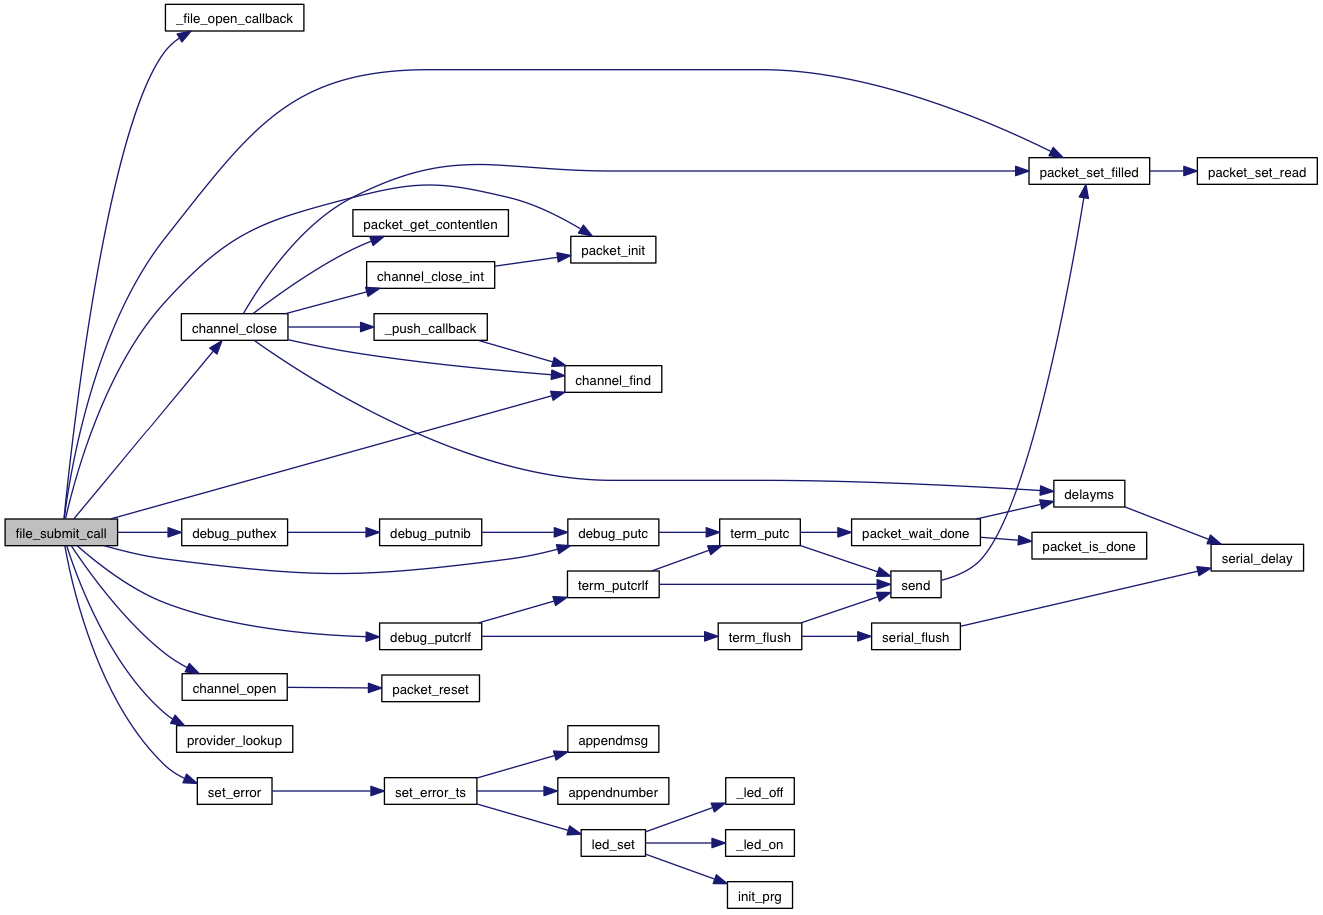 _file_open_callback
packet_set_filled
packet_set_read
packet_get_contentlen
packet_init
channel_close_int
channel_close
_push_callback
channel_find
delayms
file_submit_call
debug_puthex
debug_putnib
debug_putc
term_putc
packet_wait_done
packet_is_done
serial_delay
term_putcrlf
send
debug_putcrlf
term_flush
serial_flush
channel_open
packet_reset
provider_lookup
appendmsg
set_error
set_error_ts
appendnumber
_led_off
led_set
_led_on
init_prg